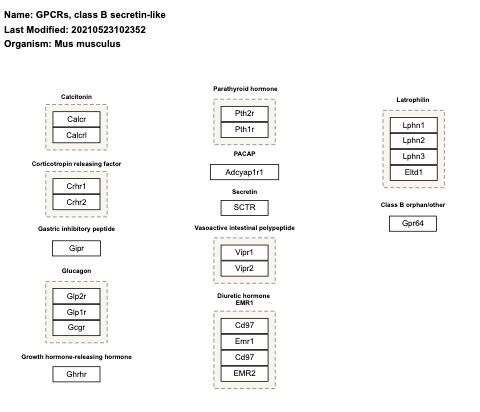 Name: GPCRs, class B secretin-like
Last Modified: 20210523102352
Organism: Mus musculus
Calcitonin
Calcr
Calcrl
Corticotropin releasing factor
Crhr1
Crhr2
Gastric inhibitory peptide
Gipr
Glucagon
Glp2r
Glp1r
Gcgr
Growth hormone-releasing hormone
Ghrhr
Parathyroid hormone
Pth2r
Pth1r
PACAP
Adcyap1r1
Secretin
SCTR
Vasoactive intestinal polypeptide
Vipr1
Vipr2
Diuretic hormone
EMR1
Cd97
Emr1
Cd97
EMR2
Latrophilin
Lphn1
Lphn2
Lphn3
Eltd1
Class B orphan/other
Gpr64